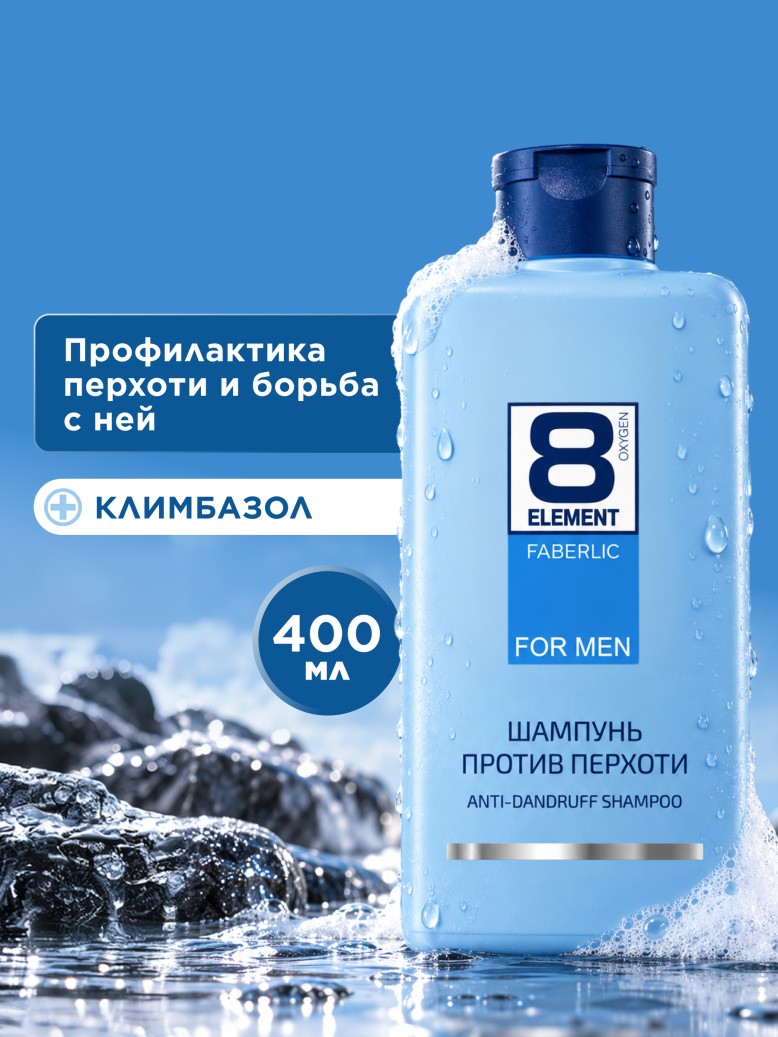 Профилактика
перхоти и борьба
с ней
КЛИМБАЗОЛ
400
мл
8
OXYGEN
ELEMENT
FABERLIC
FOR MEN
ШАМПУНЬ
ПРОТИВ ПЕРХОТИ
ANTI-DANDRUFF SHAMPOO